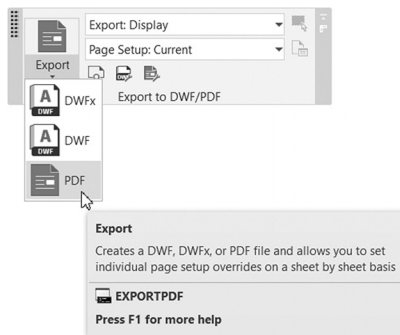 Export: Display
Page Setup: Current
Export
Export to DWF/PDF
A
DWF
DWFx
A
DWF
DWF
PDF
Export
Creates a DWF, DWFx, or PDF file and allows you to set
individual page setup overrides on a sheet by sheet basis
EXPORTPDF
Press F1 for more help